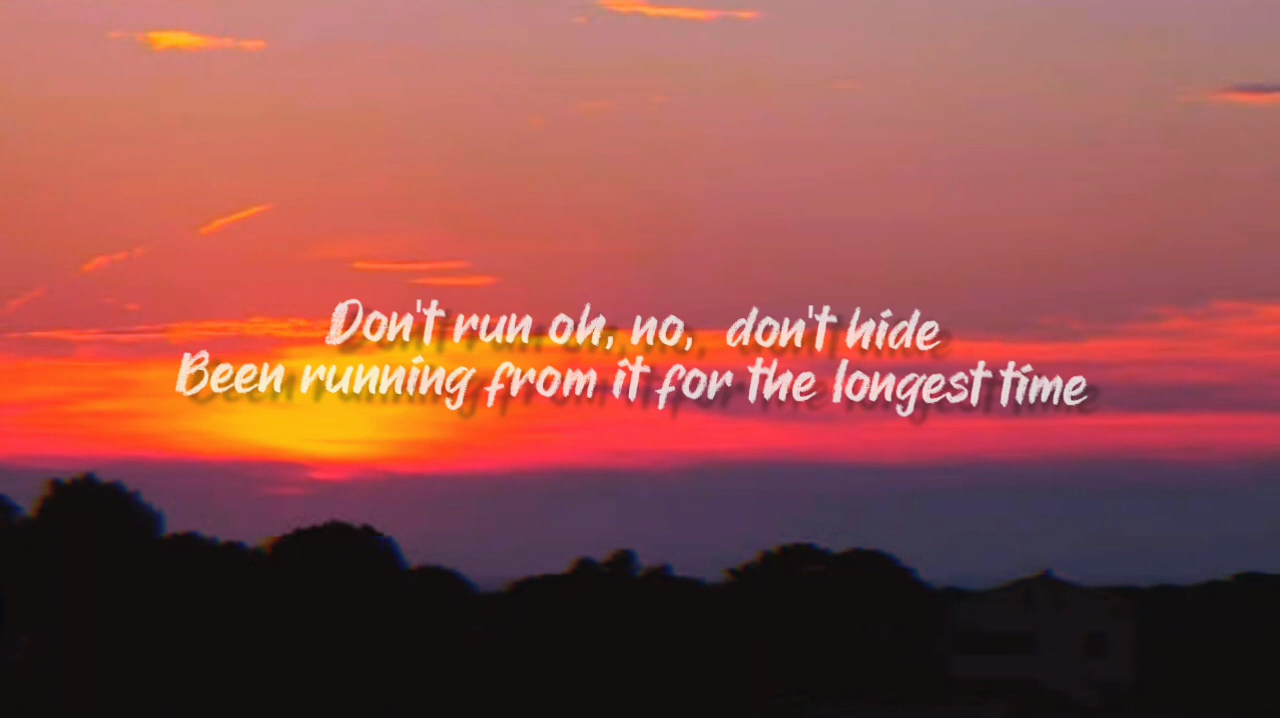 Don't run oh, no, don't hide
Been running from it for the longest time